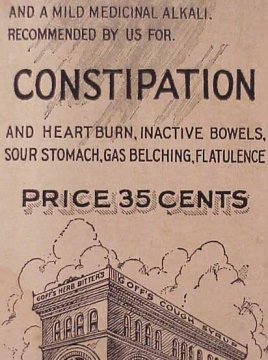 AND A MILD MEDICINAL ALKALI.
RECOMMENDED BY US FOR.
CONSTIPATION
AND HEARTBURN, INACTIVE BOWELS,
SOUR STOMACH, GAS BELCHING, FLATULENCE
PRICE 35 CENTS
GOFF'S HERB BITTERS
GOFF'S COUGH SYRUP